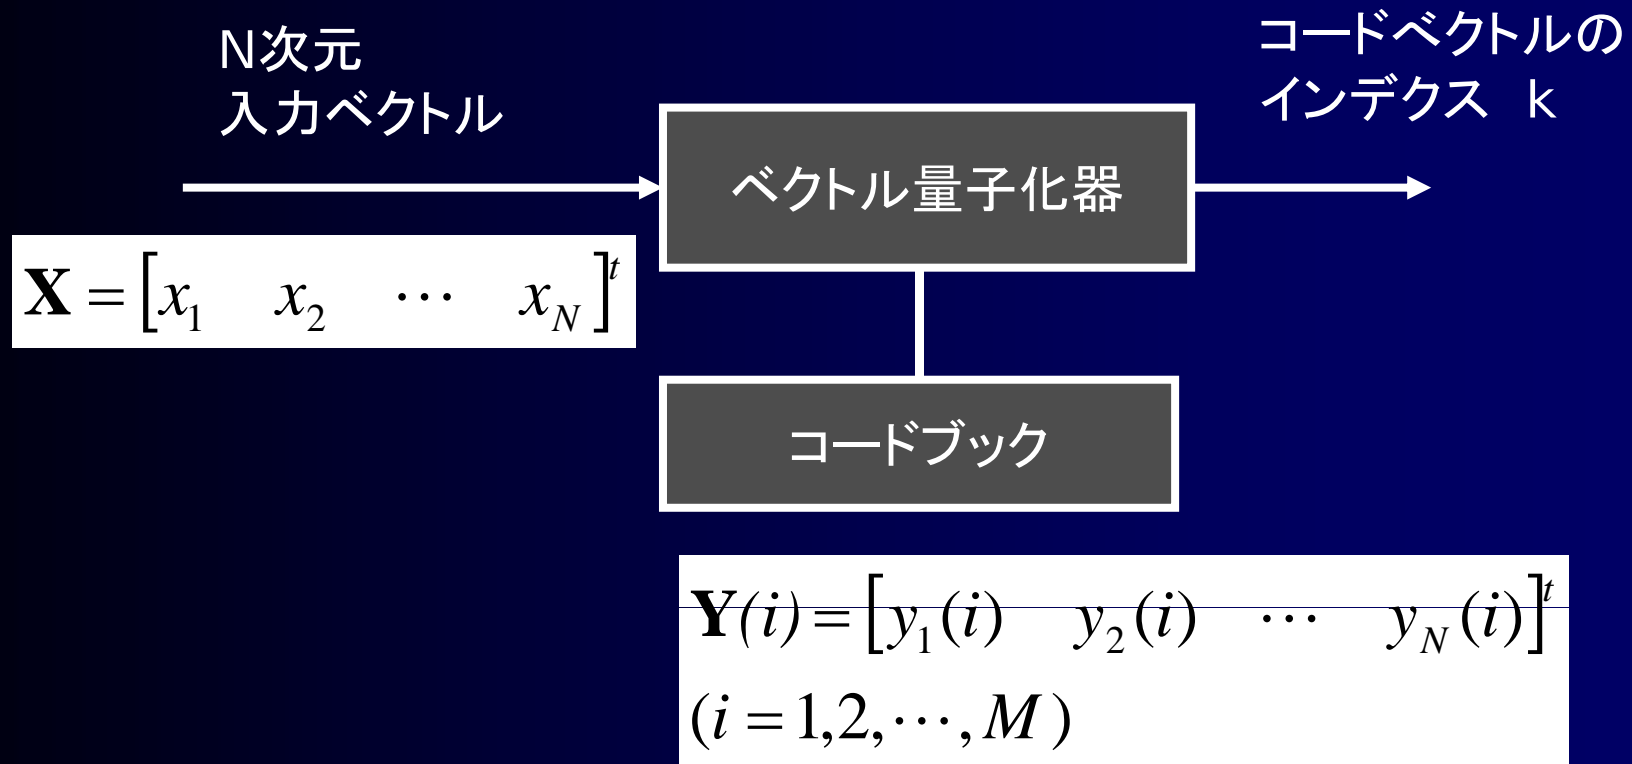 N次元
入力ベクトル
コードベクトルの
インデクス k
ベクトル量子化器
X = [x₁ x₂ ⋯ x_N]ᵗ
コードブック
Y(i) = [y₁(i) y₂(i) ⋯ y_N(i)]ᵗ
(i = 1,2,⋯,M)